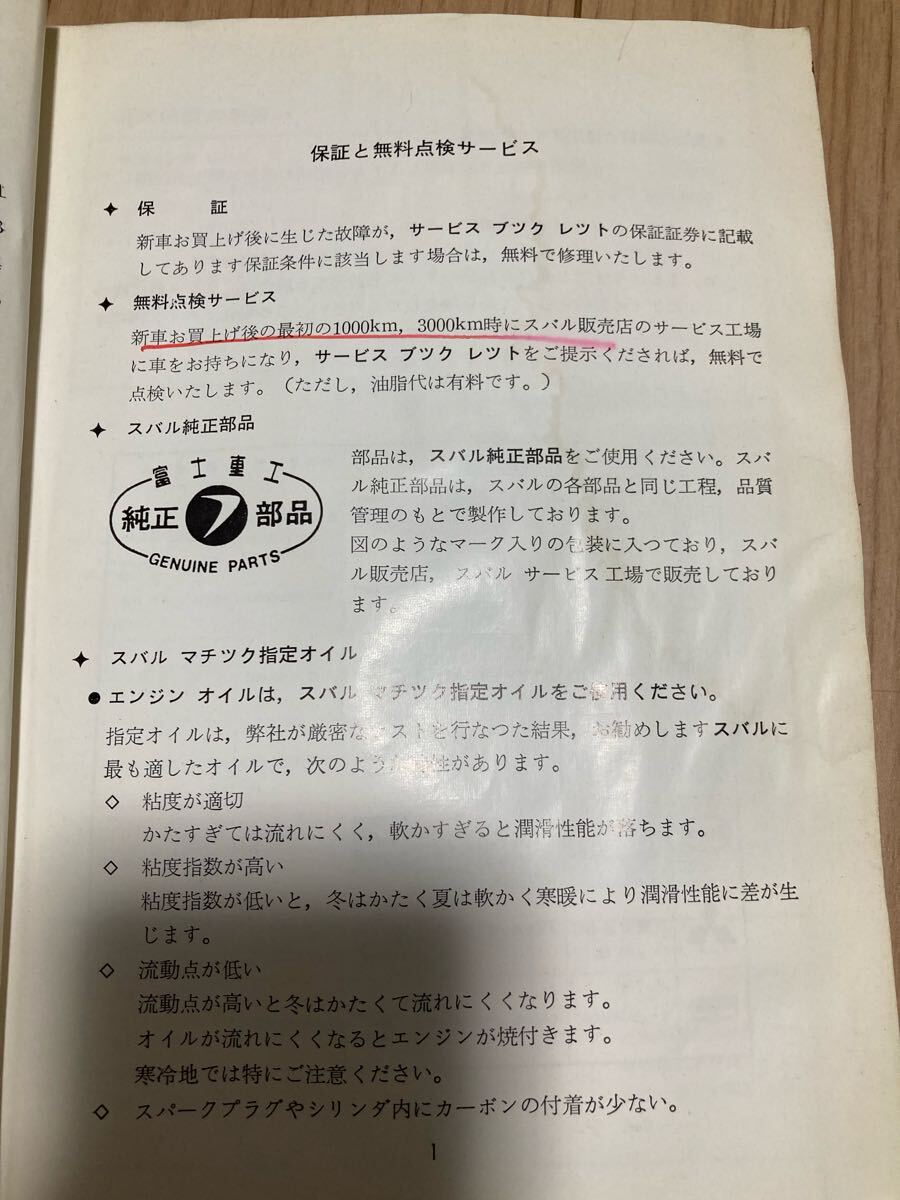 保証と無料点検サービス
保 証
新車お買上げ後に生じた故障が，サービス ブツク レツトの保証証券に記載
してあります保証条件に該当します場合は，無料で修理いたします。
無料点検サービス
新車お買上げ後の最初の1000km，3000km時にスバル販売店のサービス工場
に車をお持ちになり，サービス ブツク レツトをご提示くだされば，無料で
点検いたします。（ただし，油脂代は有料です。）
スバル純正部品
富士重工
純正 部品
GENUINE PARTS
部品は，スバル純正部品をご使用ください。スバ
ル純正部品は，スバルの各部品と同じ工程，品質
管理のもとで製作しております。
図のようなマーク入りの包装に入つており，スバ
ル販売店，スバル サービス工場で販売しており
ます。
スバル マチツク指定オイル
● エンジン オイルは，スバル マチツク指定オイルをご使用ください。
指定オイルは，弊社が厳密なテストを行なつた結果，お勧めしますスバルに
最も適したオイルで，次のような 性があります。
◇ 粘度が適切
かたすぎては流れにくく，軟かすぎると潤滑性能が落ちます。
◇ 粘度指数が高い
粘度指数が低いと，冬はかたく夏は軟かく寒暖により潤滑性能に差が生
じます。
◇ 流動点が低い
流動点が高いと冬はかたくて流れにくくなります。
オイルが流れにくくなるとエンジンが焼付きます。
寒冷地では特にご注意ください。
◇ スパークプラグやシリンダ内にカーボンの付着が少ない。
1